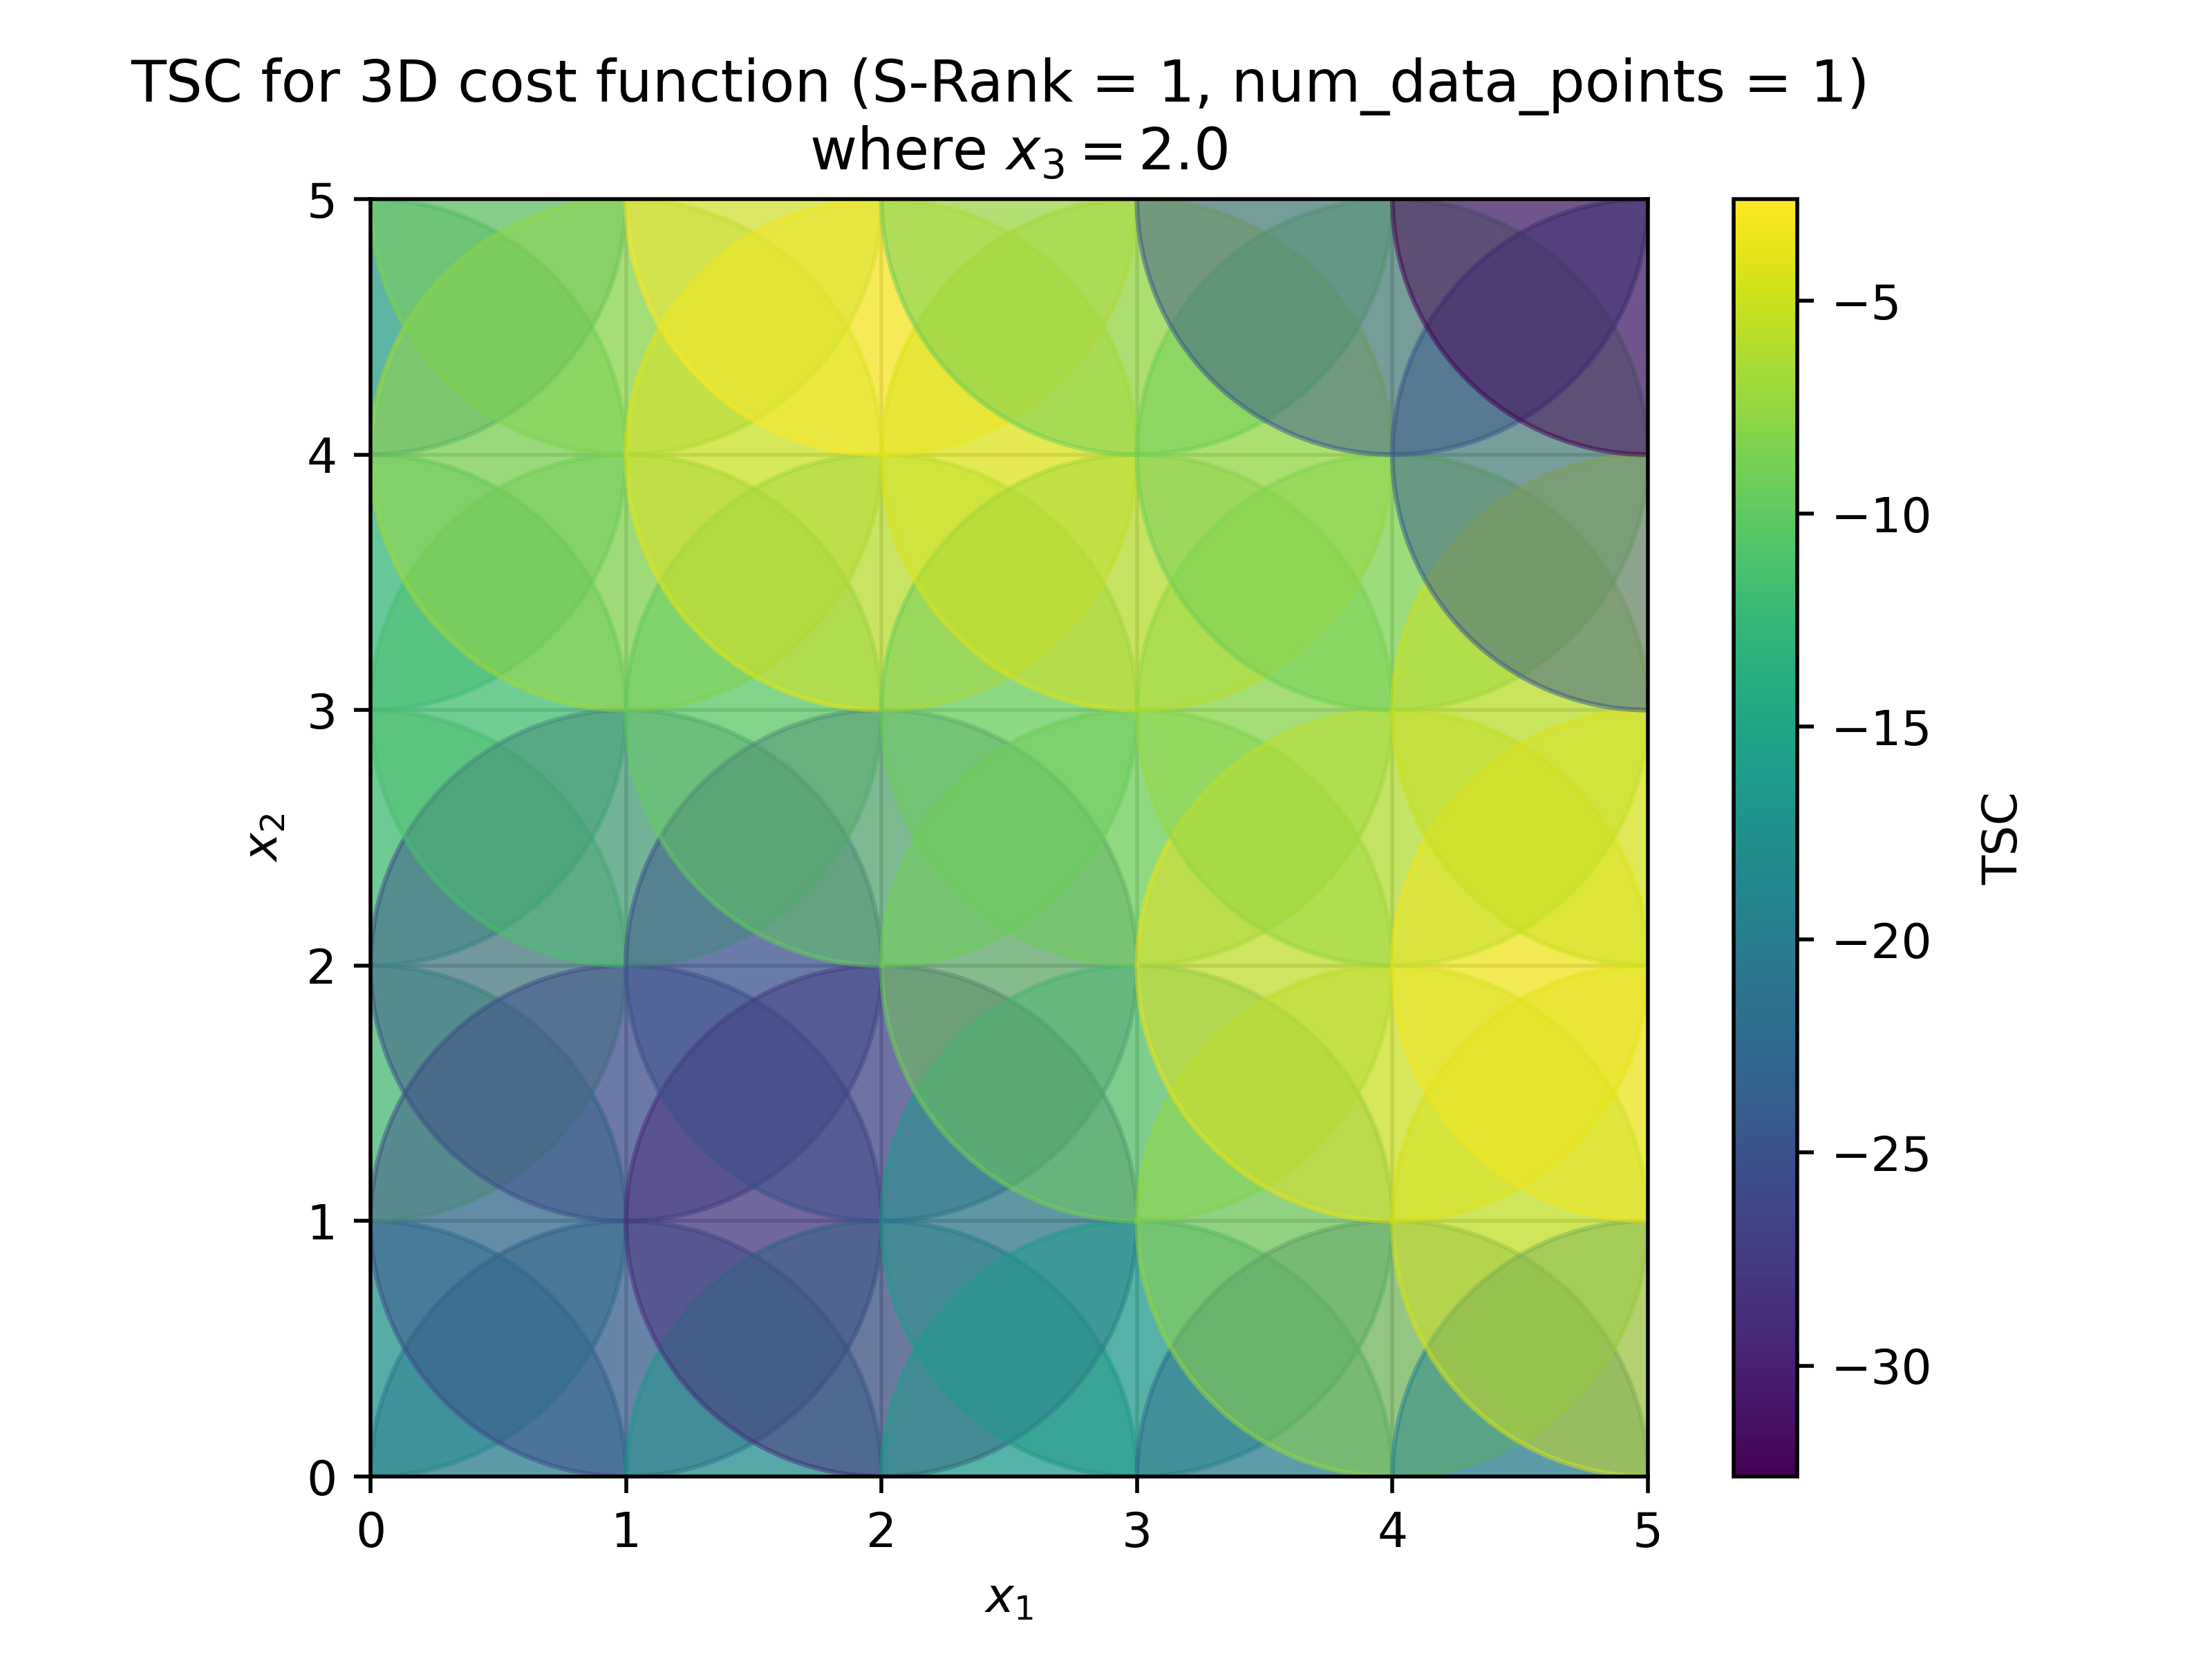 TSC for 3D cost function (S-Rank = 1, num_data_points = 1)
where x₃ = 2.0
5
4
3
2
1
0
x₂
0 1 2 3 4 5
x₁
−5
−10
−15
−20
−25
−30
TSC